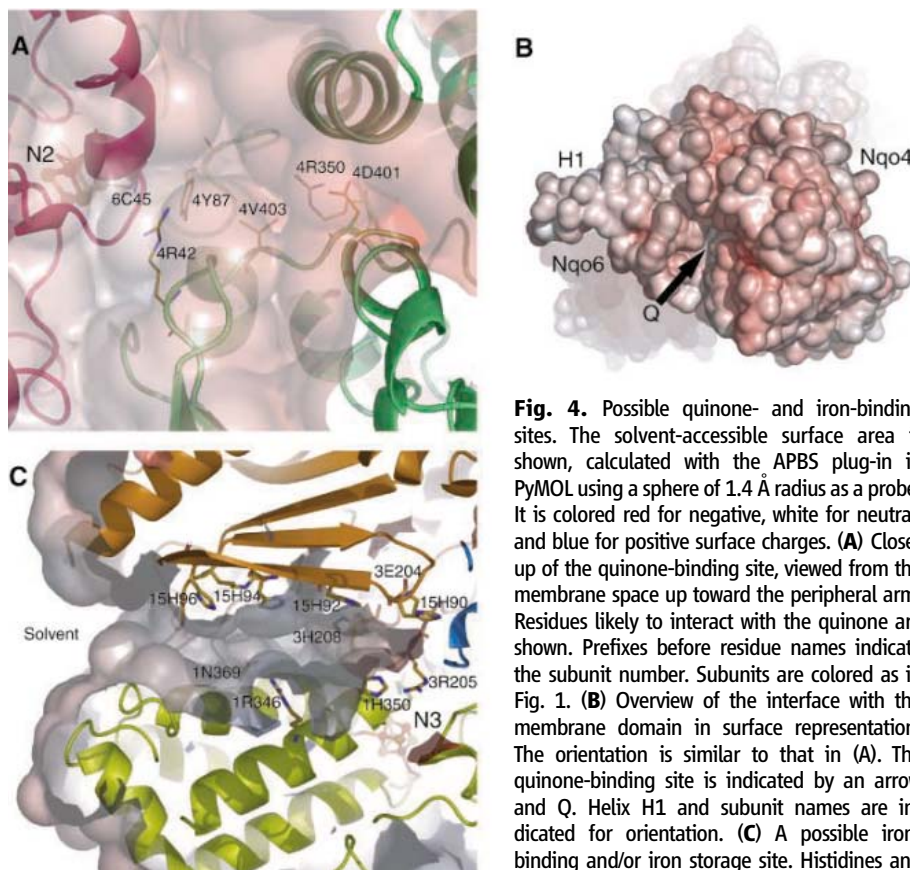 A
N2
6C45
4Y87
4R42
4V403
4R350
4D401
B
H1
Nqo4
Nqo6
Q
C
3E204
15H96
15H94
15H92
15H90
Solvent
3H208
1N369
3R205
1R346
1H350
N3
Fig. 4. Possible quinone- and iron-bindin
sites. The solvent-accessible surface area
shown, calculated with the APBS plug-in i
PyMOL using a sphere of 1.4 Å radius as a probe
It is colored red for negative, white for neutra
and blue for positive surface charges. (A) Close
up of the quinone-binding site, viewed from th
membrane space up toward the peripheral arm
Residues likely to interact with the quinone ar
shown. Prefixes before residue names indicat
the subunit number. Subunits are colored as i
Fig. 1. (B) Overview of the interface with th
membrane domain in surface representation
The orientation is similar to that in (A). Th
quinone-binding site is indicated by an arrow
and Q. Helix H1 and subunit names are in
dicated for orientation. (C) A possible iron
binding and/or iron storage site. Histidines an